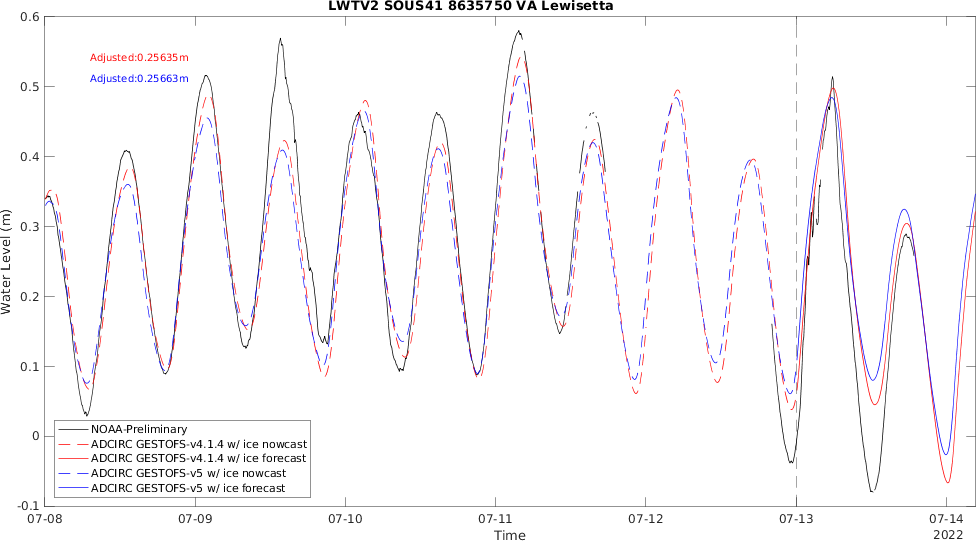 LWTV2 SOUS41 8635750 VA Lewisetta
Adjusted:0.25635m
Adjusted:0.25663m
Water Level (m)
0.6
0.5
0.4
0.3
0.2
0.1
0
-0.1
NOAA-Preliminary
ADCIRC GESTOFS-v4.1.4 w/ ice nowcast
ADCIRC GESTOFS-v4.1.4 w/ ice forecast
ADCIRC GESTOFS-v5 w/ ice nowcast
ADCIRC GESTOFS-v5 w/ ice forecast
07-08 07-09 07-10 07-11 07-12 07-13 07-14
Time
2022